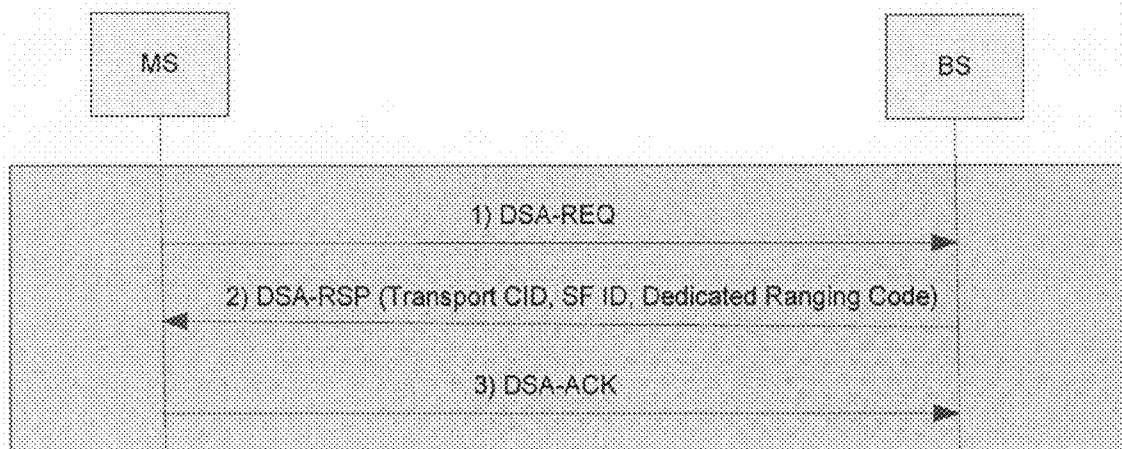 MS
BS
1) DSA-REQ
2) DSA-RSP (Transport CID, SF ID, Dedicated Ranging Code)
3) DSA-ACK